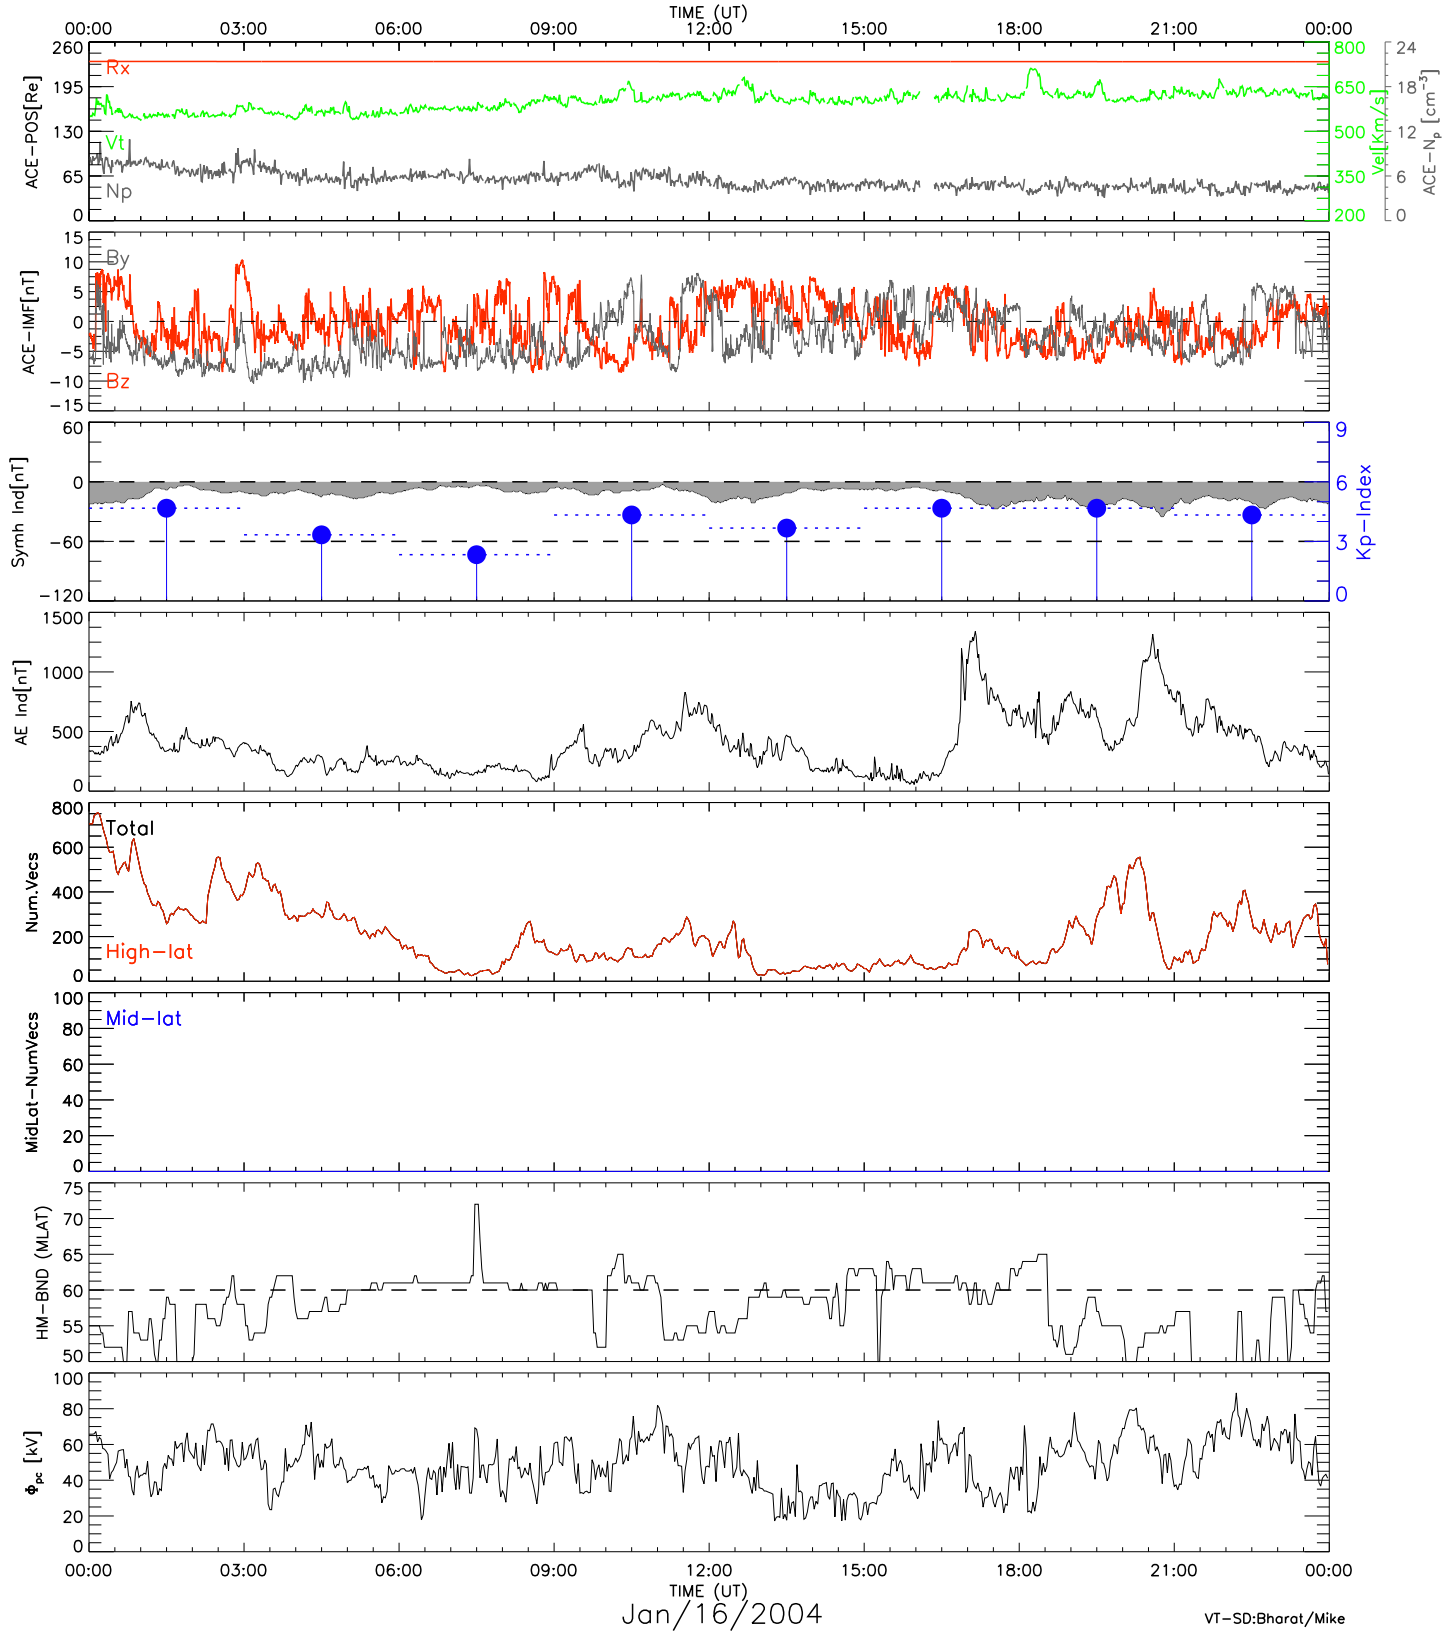 TIME (UT)
00:00 03:00 06:00 09:00 12:00 15:00 18:00 21:00 00:00
260
195
130
65
0
ACE-POS[Re]
Rx
Vt
Np
800
650
500
350
200
Vel[Km/s]
24
18
12
6
0
ACE-Np [cm-3]
15
10
5
0
-5
-10
-15
ACE-IMF[nT]
By
Bz
60
0
-60
-120
Symh Ind[nT]
9
6
3
0
Kp-Index
1500
1000
500
0
AE Ind[nT]
800
600
400
200
0
Num.Vecs
Total
High-lat
100
80
60
40
20
0
MidLat-NumVecs
Mid-lat
75
70
65
60
55
50
HM-BND (MLAT)
100
80
60
40
20
0
Φpc [kV]
00:00 03:00 06:00 09:00 12:00 15:00 18:00 21:00 00:00
TIME (UT)
Jan/16/2004
VT-SD:Bharat/Mike